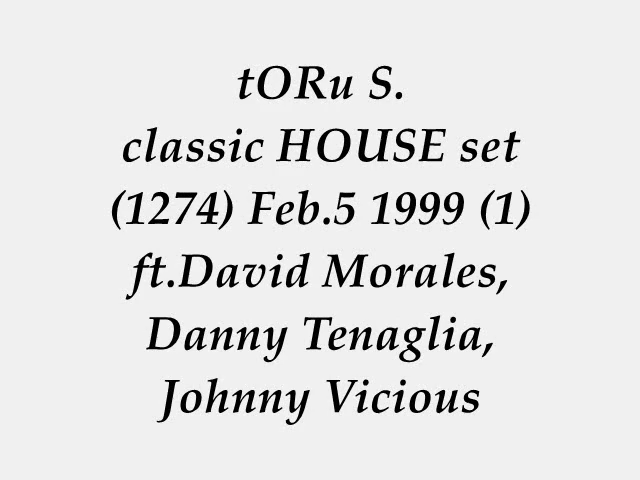 tORu S.
classic HOUSE set
(1274) Feb.5 1999 (1)
ft.David Morales,
Danny Tenaglia,
Johnny Vicious